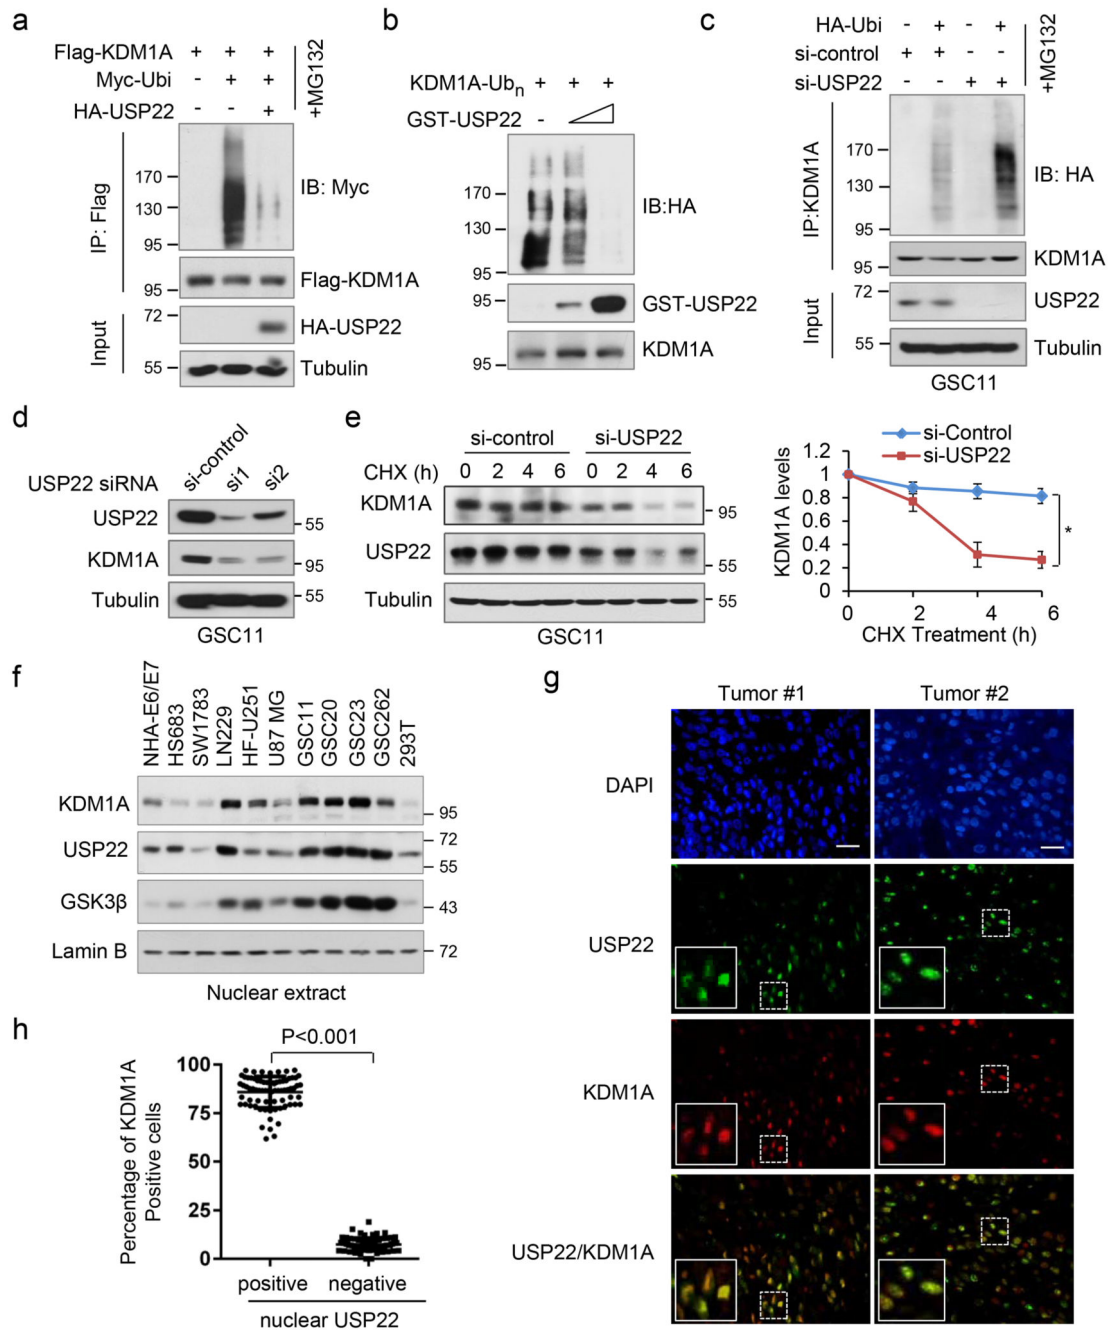 a
Flag-KDM1A + + +
Myc-Ubi - + +
HA-USP22 - - +
+MG132
IP: Flag
170
130
95
IB: Myc
95
Flag-KDM1A
Input
72
HA-USP22
55
Tubulin
b
KDM1A-Ubn + + +
GST-USP22 -
170
130
95
IB:HA
95
GST-USP22
95
KDM1A
c
HA-Ubi - + - +
si-control + + - -
si-USP22 - - + +
+MG132
IP:KDM1A
170
130
95
IB: HA
KDM1A
Input
72
USP22
55
Tubulin
GSC11
d
USP22 siRNA si-control si1 si2
USP22 55
KDM1A 95
Tubulin 55
GSC11
e
si-control si-USP22
CHX (h) 0 2 4 6 0 2 4 6
KDM1A 95
USP22 55
Tubulin 55
GSC11
si-Control
si-USP22
KDM1A levels
1.2
1
0.8
0.6
0.4
0.2
0
*
0 2 4 6
CHX Treatment (h)
f
NHA-E6/E7 HS683 SW1783 LN229 HF-U251 U87 MG GSC11 GSC20 GSC23 GSC262 293T
KDM1A 95
USP22 72
55
GSK3β 43
Lamin B 72
Nuclear extract
g
Tumor #1 Tumor #2
DAPI
USP22
KDM1A
USP22/KDM1A
h
P<0.001
Percentage of KDM1A
Positive cells
100
75
50
25
0
positive negative
nuclear USP22